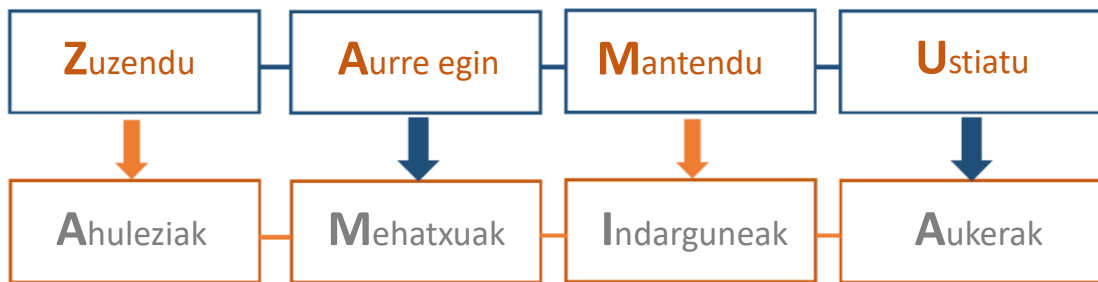 Zuzendu
Aurre egin
Mantendu
Ustiatu
Ahuleziak
Mehatxuak
Indarguneak
Aukerak